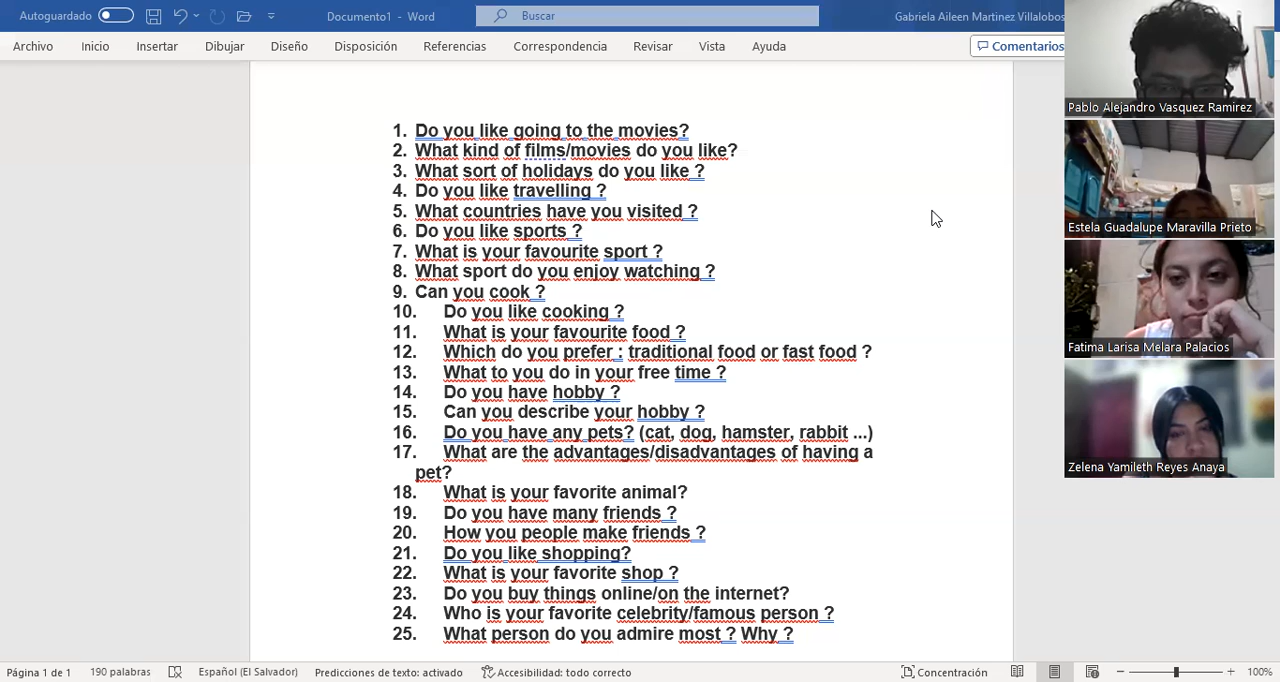 Autoguardado Documento1 - Word Buscar Gabriela Aileen Martinez Villalobos
Archivo Inicio Insertar Dibujar Diseño Disposición Referencias Correspondencia Revisar Vista Ayuda Comentarios
1. Do you like going to the movies?
2. What kind of films/movies do you like?
3. What sort of holidays do you like ?
4. Do you like travelling ?
5. What countries have you visited ?
6. Do you like sports ?
7. What is your favourite sport ?
8. What sport do you enjoy watching ?
9. Can you cook ?
10. Do you like cooking ?
11. What is your favourite food ?
12. Which do you prefer : traditional food or fast food ?
13. What to you do in your free time ?
14. Do you have hobby ?
15. Can you describe your hobby ?
16. Do you have any pets? (cat, dog, hamster, rabbit ...)
17. What are the advantages/disadvantages of having a
pet?
18. What is your favorite animal?
19. Do you have many friends ?
20. How you people make friends ?
21. Do you like shopping?
22. What is your favorite shop ?
23. Do you buy things online/on the internet?
24. Who is your favorite celebrity/famous person ?
25. What person do you admire most ? Why ?
Pablo Alejandro Vasquez Ramirez
Estela Guadalupe Maravilla Prieto
Fatima Larisa Melara Palacios
Zelena Yamileth Reyes Anaya
Página 1 de 1 190 palabras Español (El Salvador) Predicciones de texto: activado Accesibilidad: todo correcto Concentración 100%